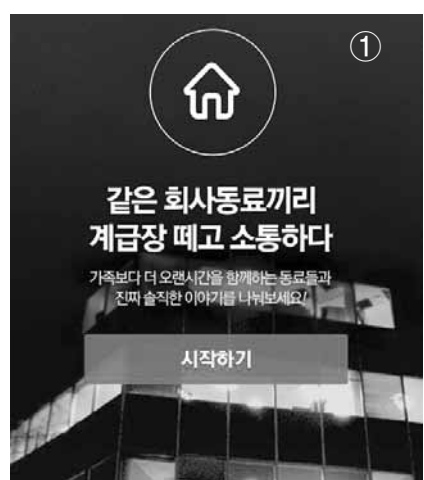 ①
같은 회사동료끼리
계급장 떼고 소통하다
가족보다 더 오랜시간을 함께하는 동료들과
진짜 솔직한 이야기를 나눠보세요!
시작하기